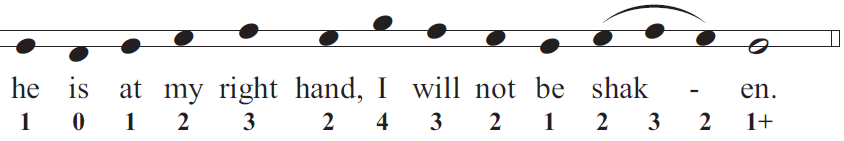 he is at my right hand, I will not be shak - en.
1 0 1 2 3 2 4 3 2 1 2 3 2 1+